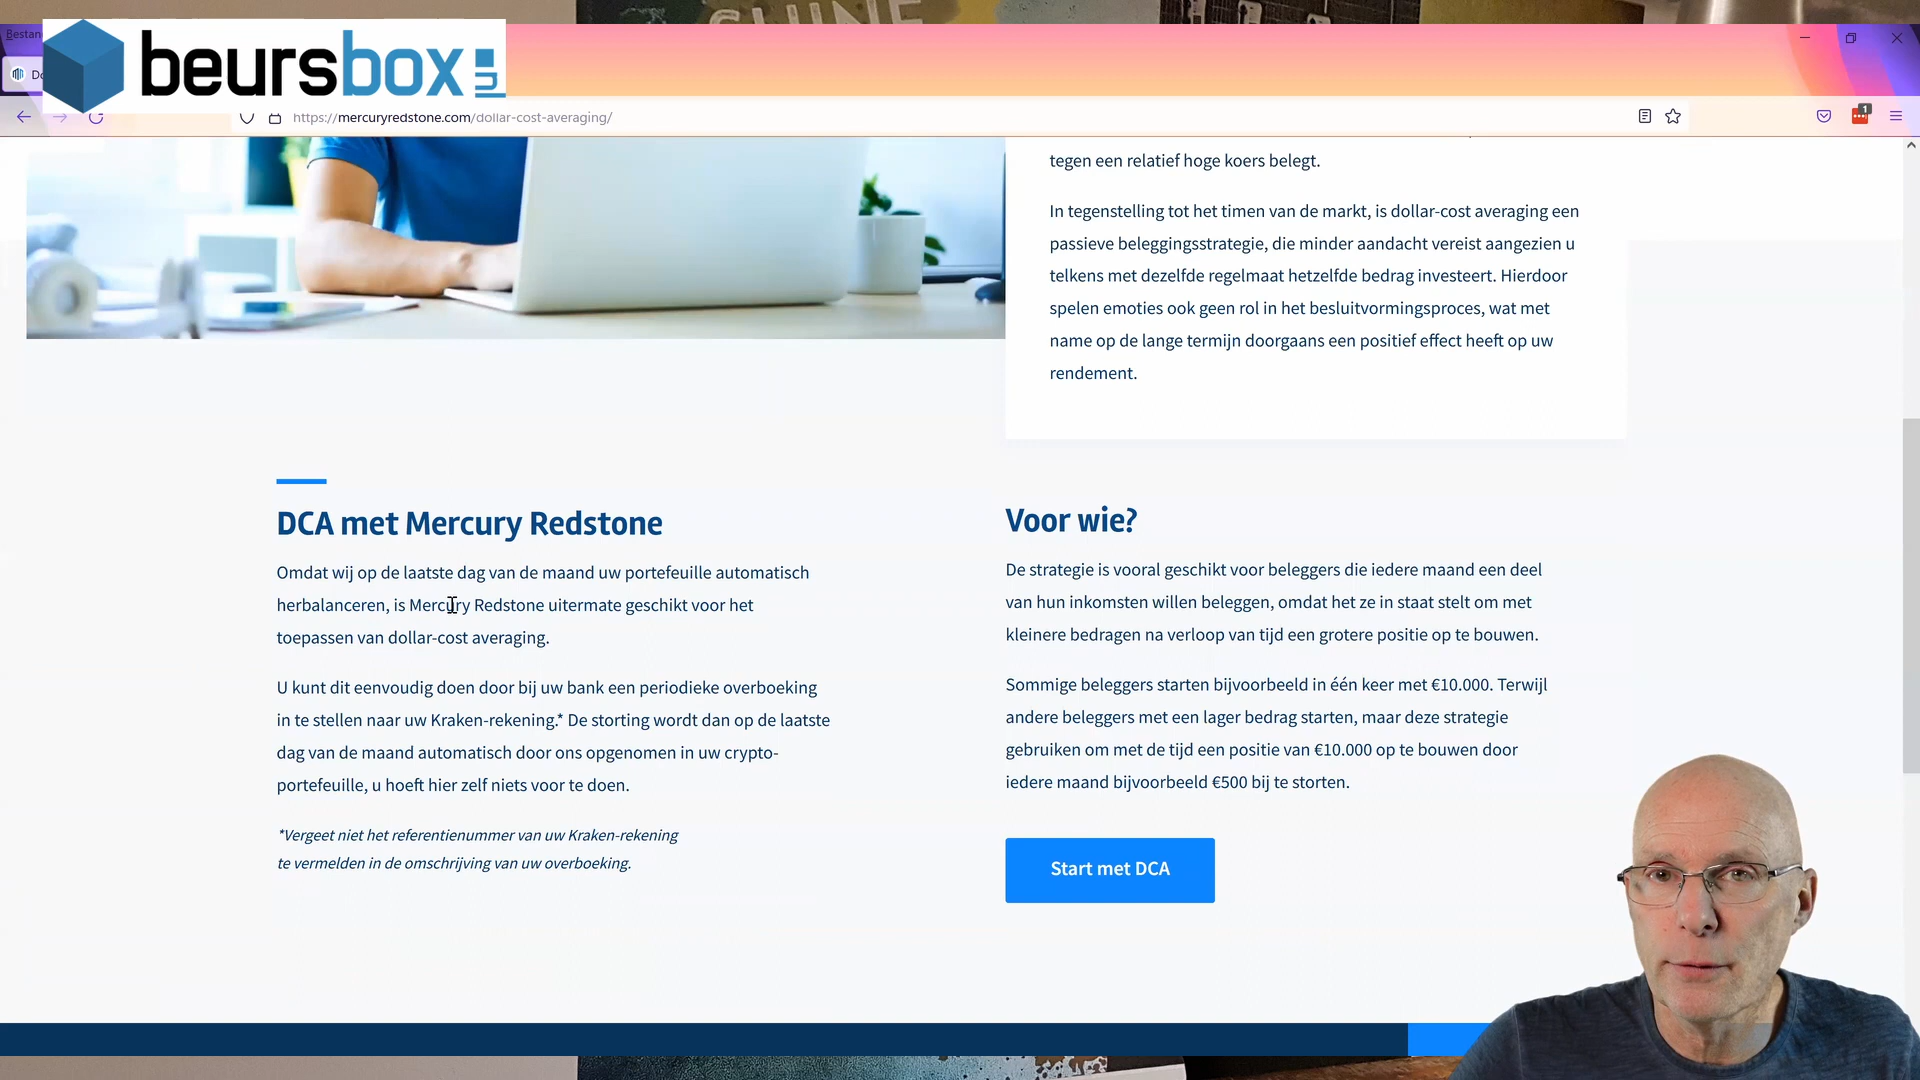 SHINE
Bestan
beursbox.nl
https://mercuryredstone.com/dollar-cost-averaging/
1
tegen een relatief hoge koers belegt.
In tegenstelling tot het timen van de markt, is dollar-cost averaging een
passieve beleggingsstrategie, die minder aandacht vereist aangezien u
telkens met dezelfde regelmaat hetzelfde bedrag investeert. Hierdoor
spelen emoties ook geen rol in het besluitvormingsproces, wat met
name op de lange termijn doorgaans een positief effect heeft op uw
rendement.
DCA met Mercury Redstone
Omdat wij op de laatste dag van de maand uw portefeuille automatisch
herbalanceren, is Mercury Redstone uitermate geschikt voor het
toepassen van dollar-cost averaging.
U kunt dit eenvoudig doen door bij uw bank een periodieke overboeking
in te stellen naar uw Kraken-rekening.* De storting wordt dan op de laatste
dag van de maand automatisch door ons opgenomen in uw crypto-
portefeuille, u hoeft hier zelf niets voor te doen.
*Vergeet niet het referentienummer van uw Kraken-rekening
te vermelden in de omschrijving van uw overboeking.
Voor wie?
De strategie is vooral geschikt voor beleggers die iedere maand een deel
van hun inkomsten willen beleggen, omdat het ze in staat stelt om met
kleinere bedragen na verloop van tijd een grotere positie op te bouwen.
Sommige beleggers starten bijvoorbeeld in één keer met €10.000. Terwijl
andere beleggers met een lager bedrag starten, maar deze strategie
gebruiken om met de tijd een positie van €10.000 op te bouwen door
iedere maand bijvoorbeeld €500 bij te storten.
Start met DCA